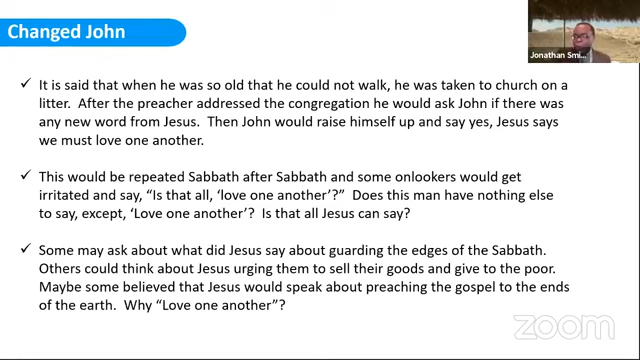 Changed John
Jonathan Smi...
✓ It is said that when he was so old that he could not walk, he was taken to church on a
litter. After the preacher addressed the congregation he would ask John if there was
any new word from Jesus. Then John would raise himself up and say yes, Jesus says
we must love one another.
✓ This would be repeated Sabbath after Sabbath and some onlookers would get
irritated and say, “Is that all, ‘love one another’?” Does this man have nothing else
to say, except, ‘Love one another’? Is that all Jesus can say?
✓ Some may ask about what did Jesus say about guarding the edges of the Sabbath.
Others could think about Jesus urging them to sell their goods and give to the poor.
Maybe some believed that Jesus would speak about preaching the gospel to the ends
of the earth. Why “Love one another”?
zoom